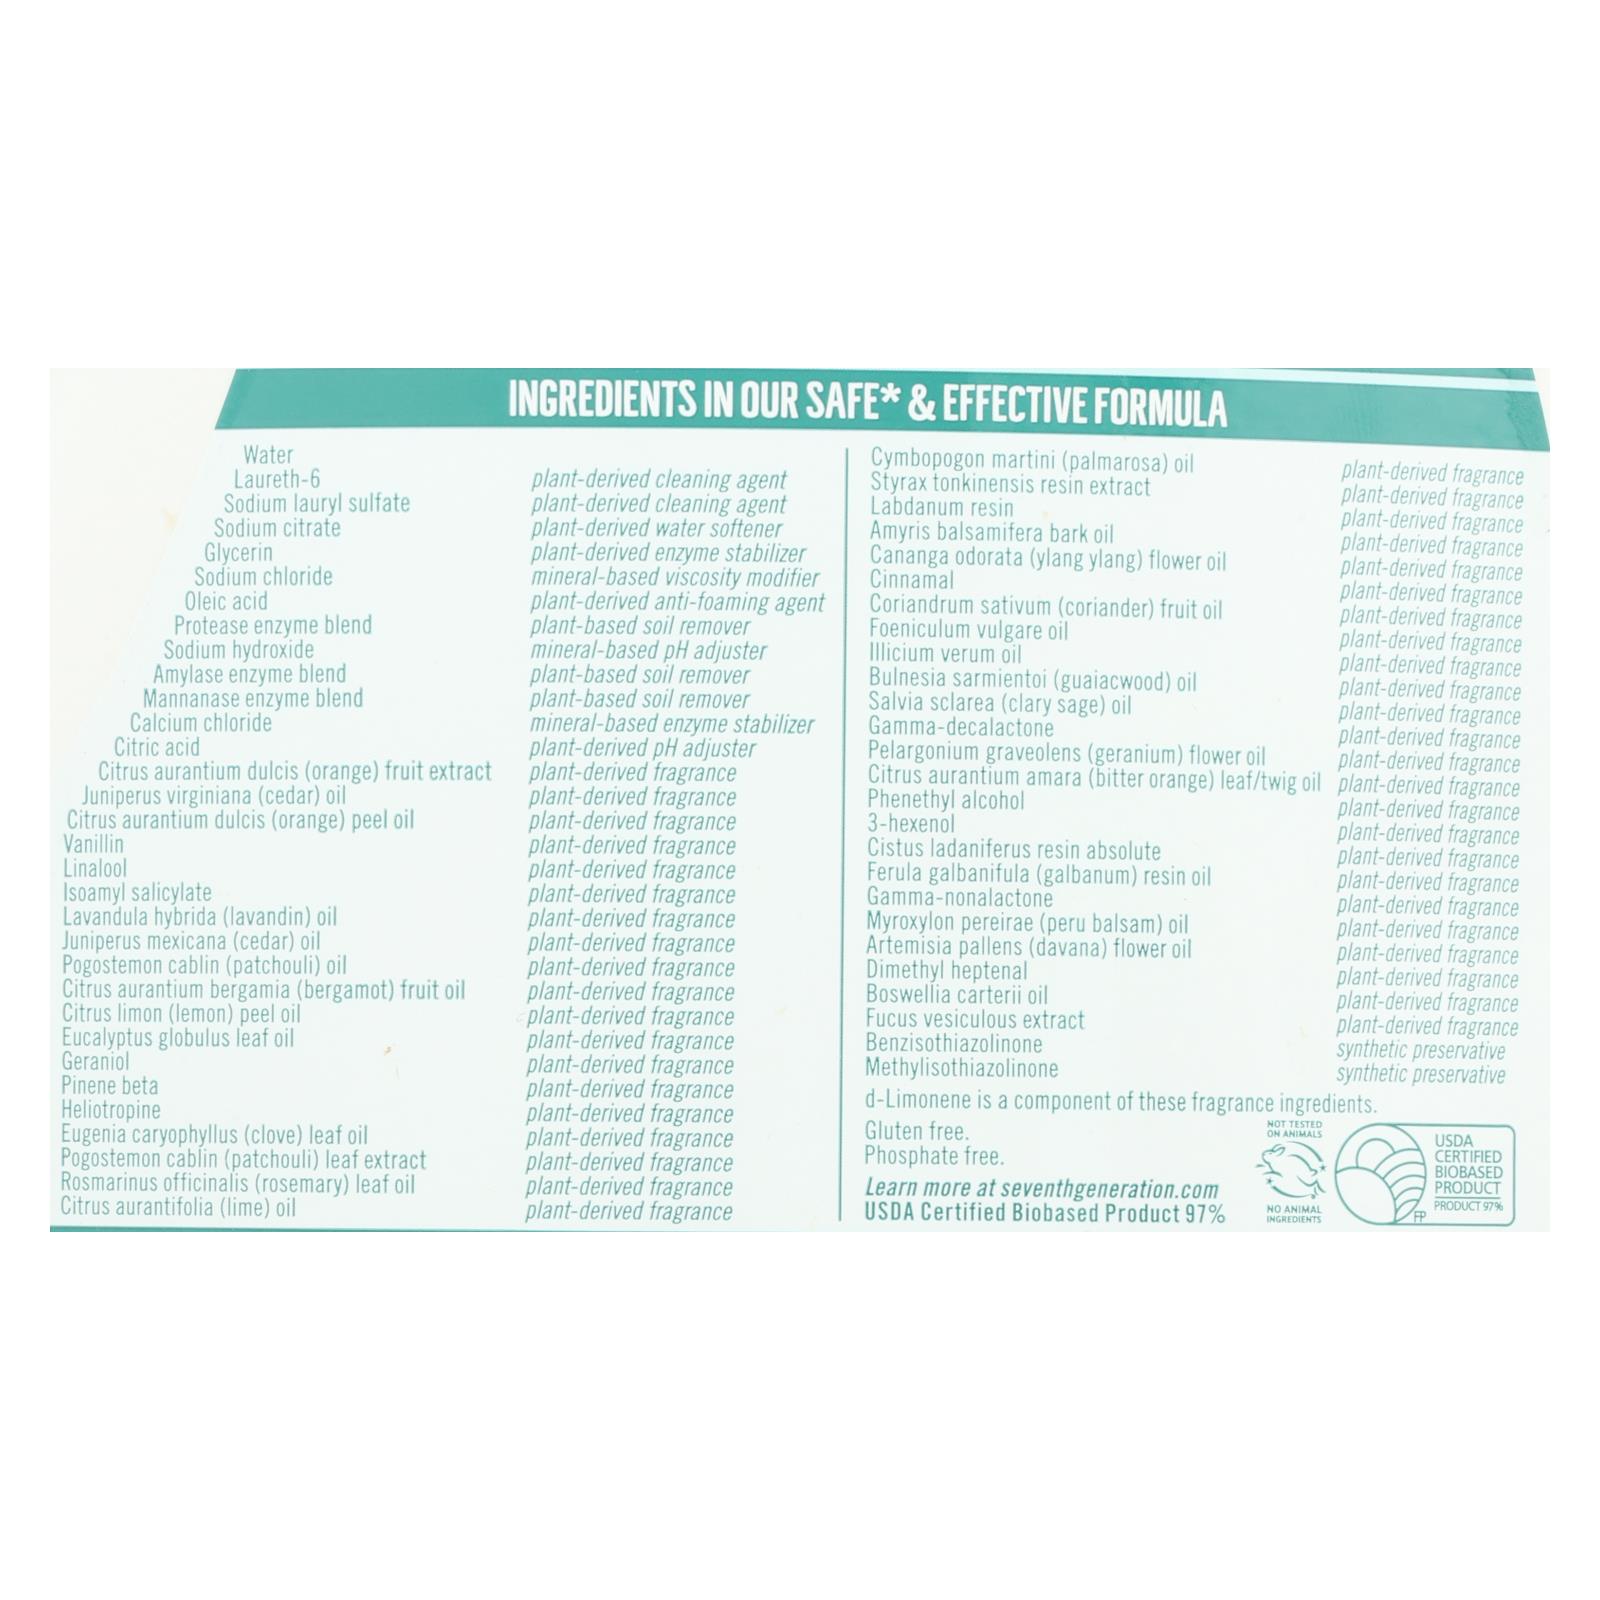 INGREDIENTS IN OUR SAFE* & EFFECTIVE FORMULA
Water
Laureth-6 plant-derived cleaning agent
Sodium lauryl sulfate plant-derived cleaning agent
Sodium citrate plant-derived water softener
Glycerin plant-derived enzyme stabilizer
Sodium chloride mineral-based viscosity modifier
Oleic acid plant-derived anti-foaming agent
Protease enzyme blend plant-based soil remover
Sodium hydroxide mineral-based pH adjuster
Amylase enzyme blend plant-based soil remover
Mannanase enzyme blend plant-based soil remover
Calcium chloride mineral-based enzyme stabilizer
Citric acid plant-derived pH adjuster
Citrus aurantium dulcis (orange) fruit extract plant-derived fragrance
Juniperus virginiana (cedar) oil plant-derived fragrance
Citrus aurantium dulcis (orange) peel oil plant-derived fragrance
Vanillin plant-derived fragrance
Linalool plant-derived fragrance
Isoamyl salicylate plant-derived fragrance
Lavandula hybrida (lavandin) oil plant-derived fragrance
Juniperus mexicana (cedar) oil plant-derived fragrance
Pogostemon cablin (patchouli) oil plant-derived fragrance
Citrus aurantium bergamia (bergamot) fruit oil plant-derived fragrance
Citrus limon (lemon) peel oil plant-derived fragrance
Eucalyptus globulus leaf oil plant-derived fragrance
Geraniol plant-derived fragrance
Pinene beta plant-derived fragrance
Heliotropine plant-derived fragrance
Eugenia caryophyllus (clove) leaf oil plant-derived fragrance
Pogostemon cablin (patchouli) leaf extract plant-derived fragrance
Rosmarinus officinalis (rosemary) leaf oil plant-derived fragrance
Citrus aurantifolia (lime) oil plant-derived fragrance
Cymbopogon martini (palmarosa) oil plant-derived fragrance
Styrax tonkinensis resin extract plant-derived fragrance
Labdanum resin plant-derived fragrance
Amyris balsamifera bark oil plant-derived fragrance
Cananga odorata (ylang ylang) flower oil plant-derived fragrance
Cinnamal plant-derived fragrance
Coriandrum sativum (coriander) fruit oil plant-derived fragrance
Foeniculum vulgare oil plant-derived fragrance
Illicium verum oil plant-derived fragrance
Bulnesia sarmientoi (guaiacwood) oil plant-derived fragrance
Salvia sclarea (clary sage) oil plant-derived fragrance
Gamma-decalactone plant-derived fragrance
Pelargonium graveolens (geranium) flower oil plant-derived fragrance
Citrus aurantium amara (bitter orange) leaf/twig oil plant-derived fragrance
Phenethyl alcohol plant-derived fragrance
3-hexenol plant-derived fragrance
Cistus ladaniferus resin absolute plant-derived fragrance
Ferula galbanifula (galbanum) resin oil plant-derived fragrance
Gamma-nonalactone plant-derived fragrance
Myroxylon pereirae (peru balsam) oil plant-derived fragrance
Artemisia pallens (davana) flower oil plant-derived fragrance
Dimethyl heptenal plant-derived fragrance
Boswellia carterii oil plant-derived fragrance
Fucus vesiculous extract plant-derived fragrance
Benzisothiazolinone synthetic preservative
Methylisothiazolinone synthetic preservative
d-Limonene is a component of these fragrance ingredients.
Gluten free.
Phosphate free.
Learn more at seventhgeneration.com
USDA Certified Biobased Product 97%
NOT TESTED
ON ANIMALS
NO ANIMAL
INGREDIENTS
USDA
CERTIFIED
BIOBASED
PRODUCT
PRODUCT 97%
FP